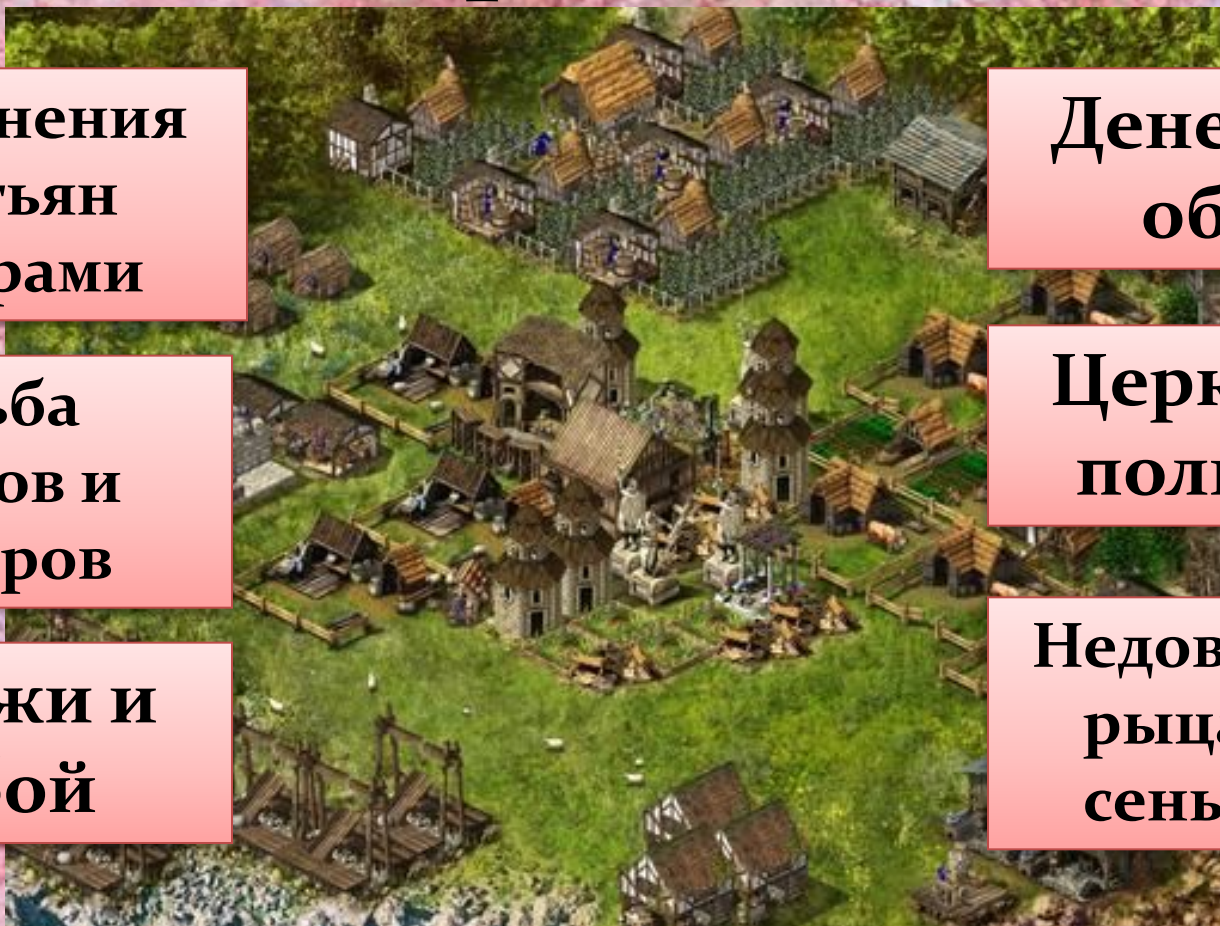 нения
тьян
рами
ьба
ов и
ров
жи и
ой
Дене
об
Церк
пол
Недов
рыц
сень